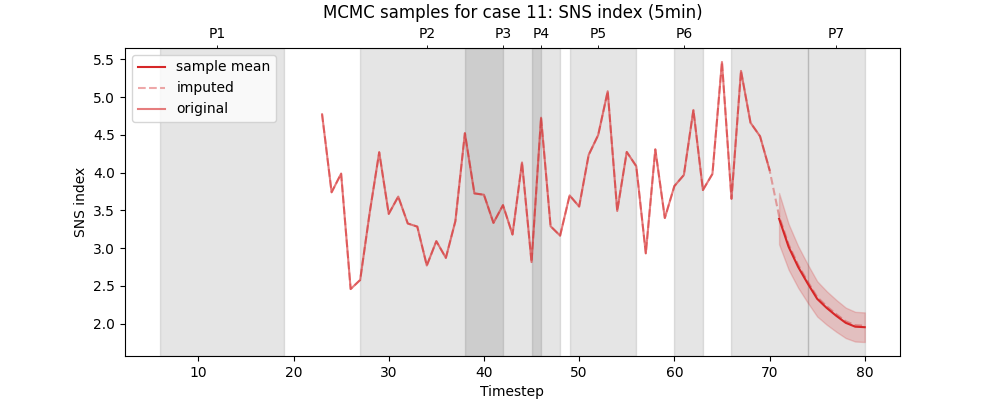 MCMC samples for case 11: SNS index (5min)
P1 P2 P3 P4 P5 P6 P7
sample mean
imputed
original
5.5
5.0
4.5
4.0
3.5
3.0
2.5
2.0
SNS index
10 20 30 40 50 60 70 80
Timestep